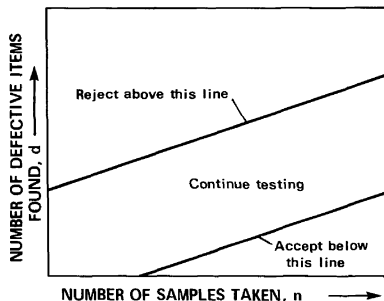 NUMBER OF DEFECTIVE ITEMS
FOUND, d
Reject above this line
Continue testing
Accept below
this line
NUMBER OF SAMPLES TAKEN, n